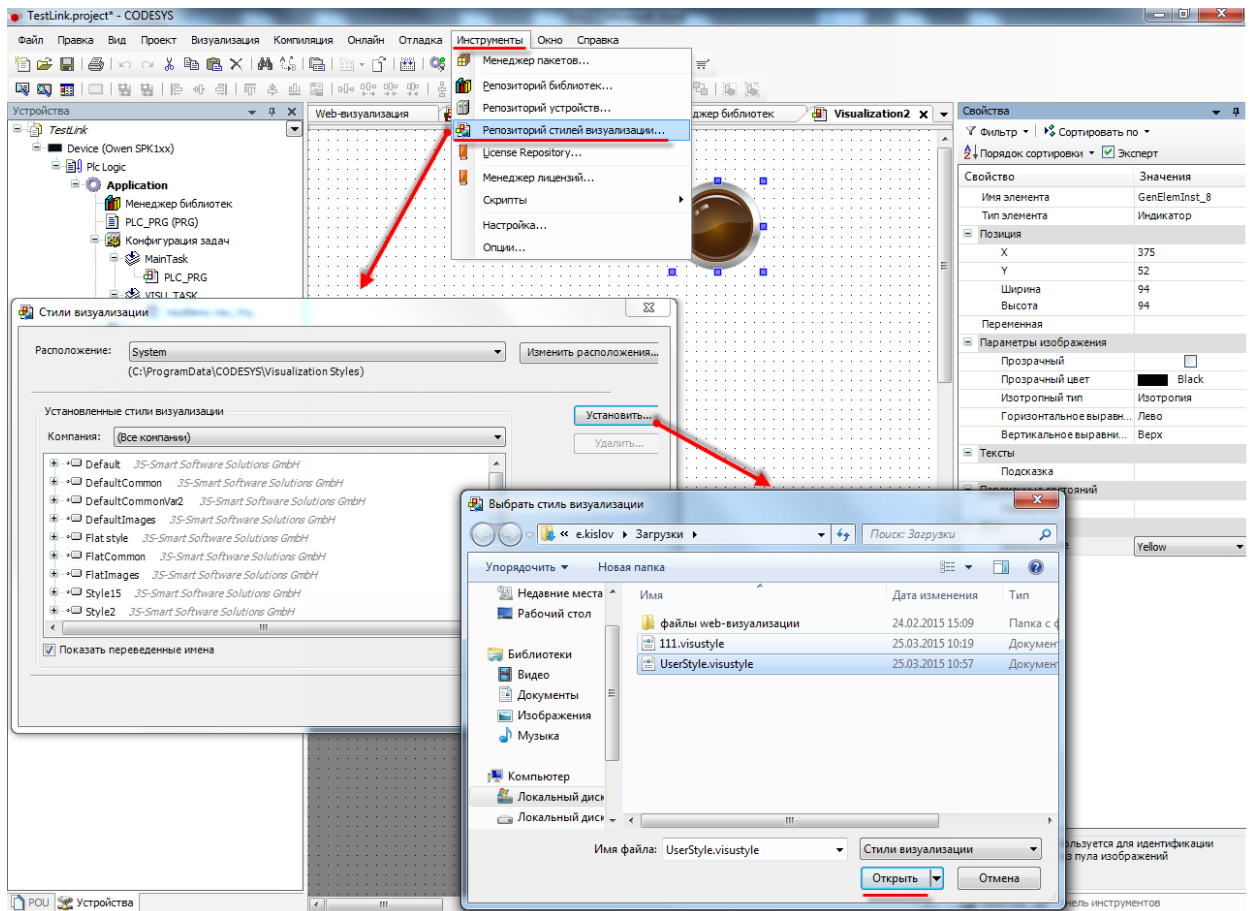 TestLink.project* - CODESYS
Файл Правка Вид Проект Визуализация Компиляция Онлайн Отладка Инструменты Окно Справка
Менеджер пакетов...
Репозиторий библиотек...
Репозиторий устройств...
Репозиторий стилей визуализации...
License Repository...
Менеджер лицензий...
Скрипты
Настройка...
Опции...
Устройства
TestLink
Device (Owen SPK1xx)
Plc Logic
Application
Менеджер библиотек
PLC_PRG (PRG)
Конфигурация задач
MainTask
PLC_PRG
VISU_TASK
Web-визуализация
библиотек
Visualization2
Свойства
Фильтр Сортировать по
Порядок сортировки Эксперт
Свойство Значения
Имя элемента GenElemInst_8
Тип элемента Индикатор
Позиция
X 375
Y 52
Ширина 94
Высота 94
Переменная
Параметры изображения
Прозрачный
Прозрачный цвет Black
Изотропный тип Изотропия
Горизонтальное выравн... Лево
Вертикальное выравни... Верх
Тексты
Подсказка
Yellow
Стили визуализации
Расположение: System Изменить расположения...
(C:\ProgramData\CODESYS\Visualization Styles)
Установленные стили визуализации
Установить...
Компания: (Все компании)
Удалить...
Default 3S-Smart Software Solutions GmbH
DefaultCommon 3S-Smart Software Solutions GmbH
DefaultCommonVar2 3S-Smart Software Solutions GmbH
DefaultImages 3S-Smart Software Solutions GmbH
Flat style 3S-Smart Software Solutions GmbH
FlatCommon 3S-Smart Software Solutions GmbH
FlatImages 3S-Smart Software Solutions GmbH
Style15 3S-Smart Software Solutions GmbH
Style2 3S-Smart Software Solutions GmbH
Показать переведенные имена
Выбрать стиль визуализации
« e.kislov Загрузки
Поиск: Загрузки
Упорядочить Новая папка
Недавние места
Рабочий стол
Библиотеки
Видео
Документы
Изображения
Музыка
Компьютер
Локальный диск
Локальный диск
Имя Дата изменения Тип
файлы web-визуализации 24.02.2015 15:09 Папка с
111.visustyle 25.03.2015 10:19 Докумен
UserStyle.visustyle 25.03.2015 10:57 Докумен
Имя файла: UserStyle.visustyle Стили визуализации
Открыть Отмена
для идентификации
из пула изображений
POU Устройства
инструментов